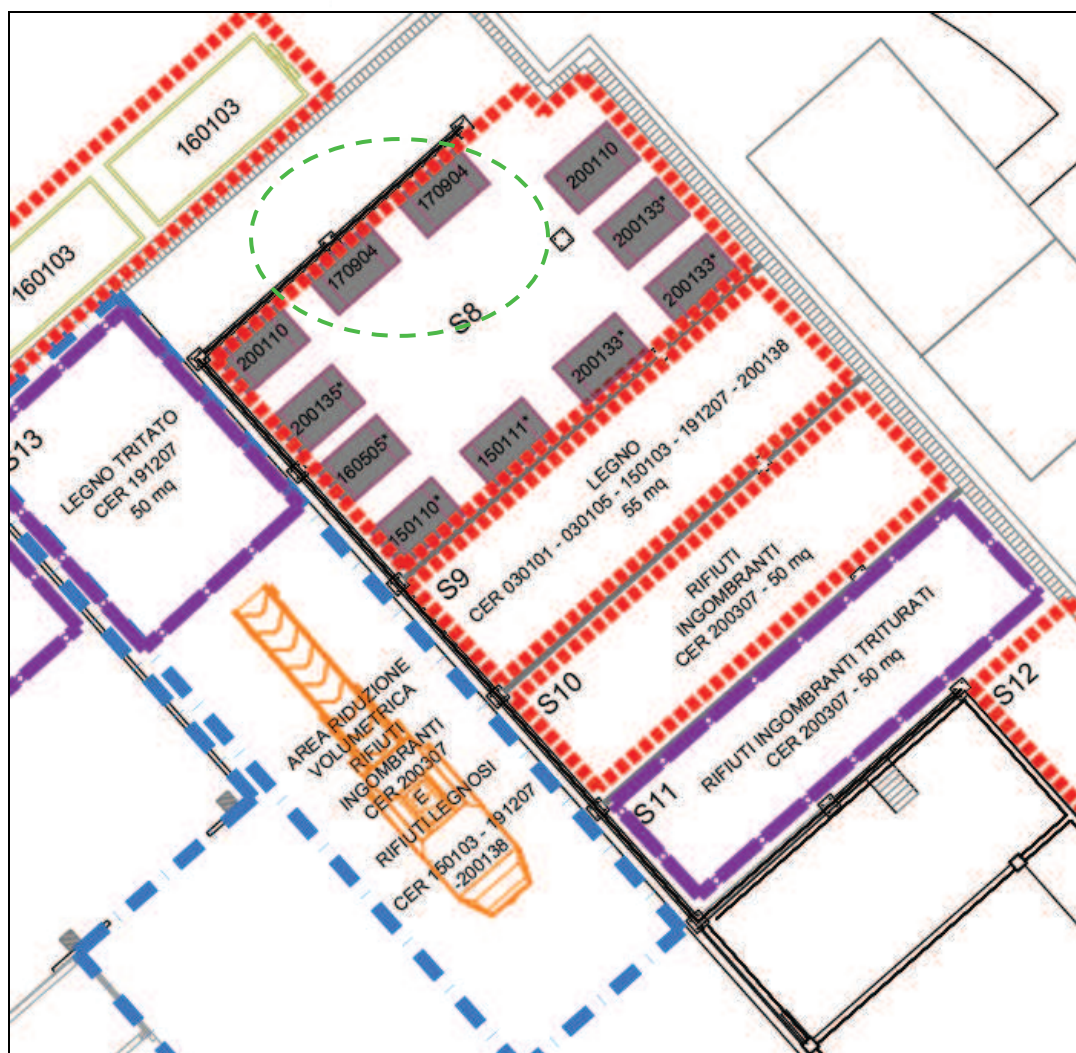 160103
160103
170904
170904
200110
200133*
200133*
200133*
S8
200110
200135*
160505*
150110*
150111*
S13
LEGNO TRITATO
CER 191207
50 mq
S9
LEGNO
CER 030101 - 030105 - 150103 - 191207 - 200138
55 mq
S10
RIFIUTI
INGOMBRANTI
CER 200307 - 50 mq
S11
RIFIUTI INGOMBRANTI TRITURATI
CER 200307 - 50 mq
S12
AREA RIDUZIONE
VOLUMETRICA
RIFIUTI
INGOMBRANTI
CER 200307
E
RIFIUTI LEGNOSI
CER 150103 - 191207
-200138